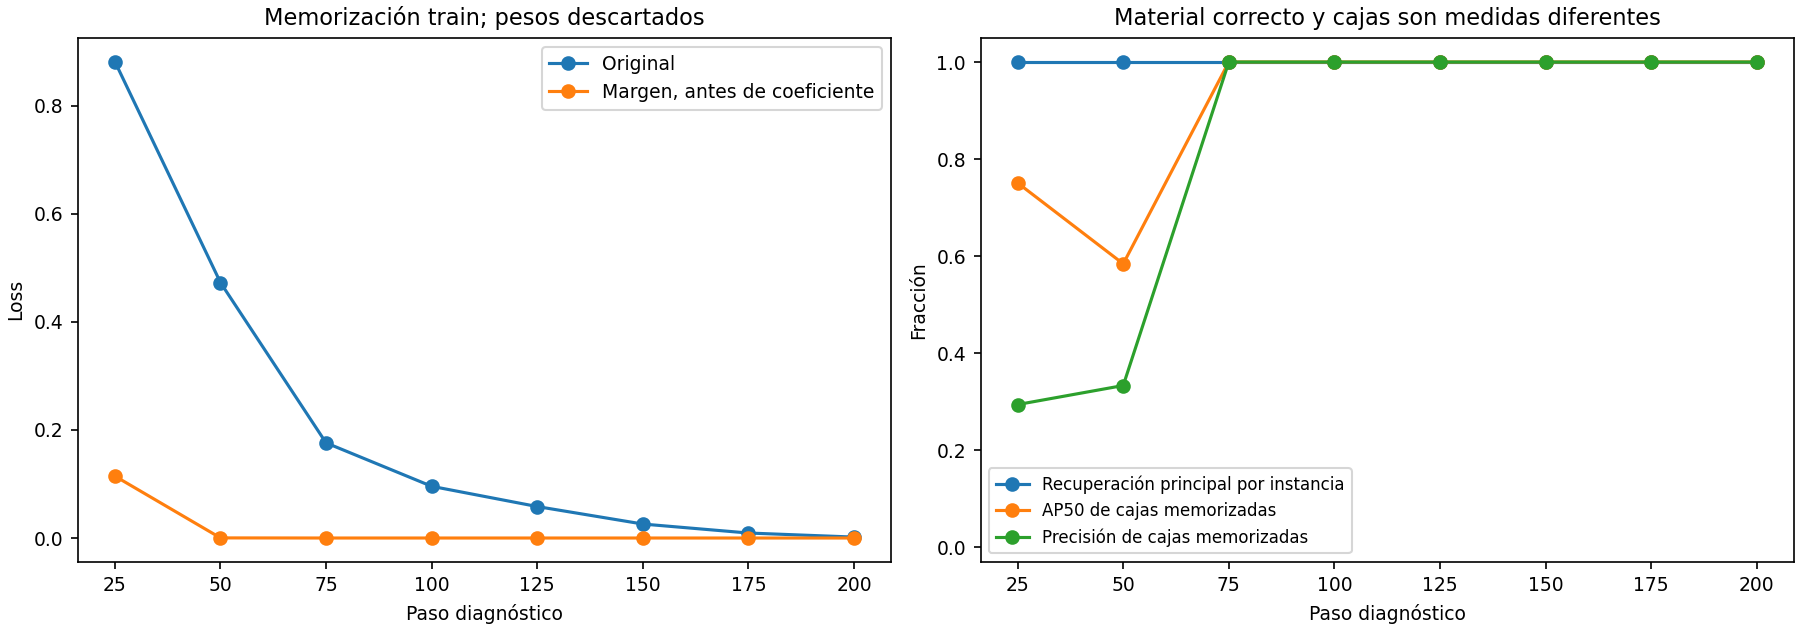 Memorización train; pesos descartados
Original
Margen, antes de coeficiente
Loss
0.8
0.6
0.4
0.2
0.0
25 50 75 100 125 150 175 200
Paso diagnóstico
Material correcto y cajas son medidas diferentes
Fracción
1.0
0.8
0.6
0.4
0.2
0.0
Recuperación principal por instancia
AP50 de cajas memorizadas
Precisión de cajas memorizadas
25 50 75 100 125 150 175 200
Paso diagnóstico